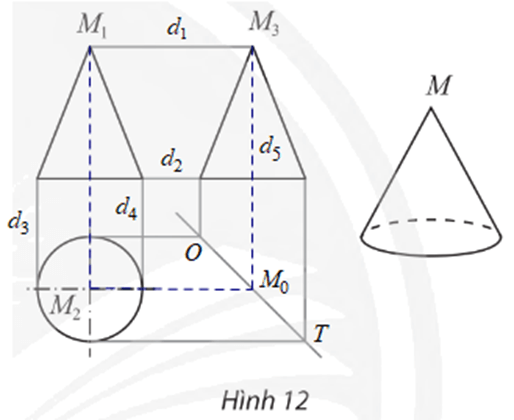 M₁ d₁ M₃
M
d₂ d₅
d₃ d₄
O
M₂ M₀
T
Hình 12